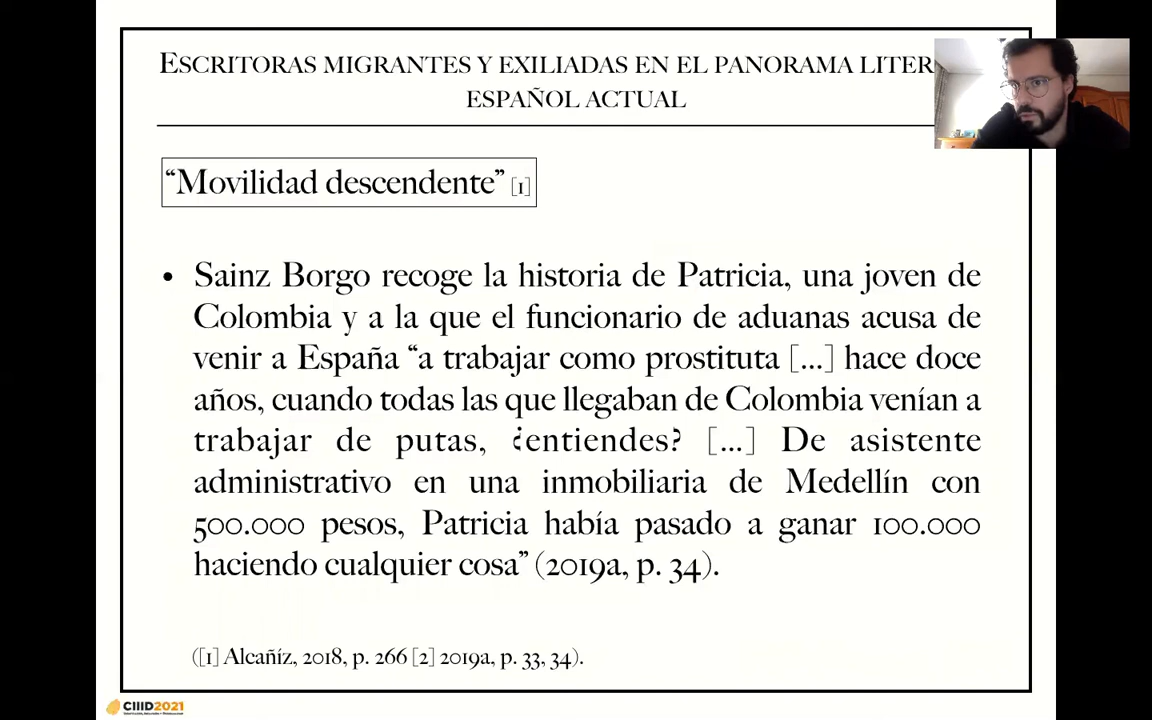 ESCRITORAS MIGRANTES Y EXILIADAS EN EL PANORAMA
ESPAÑOL ACTUAL
“Movilidad descendente” [1]
• Sainz Borgo recoge la historia de Patricia, una joven de
Colombia y a la que el funcionario de aduanas acusa de
venir a España “a trabajar como prostituta [...] hace doce
años, cuando todas las que llegaban de Colombia venían a
trabajar de putas, ¿entiendes? [...] De asistente
administrativo en una inmobiliaria de Medellín con
500.000 pesos, Patricia había pasado a ganar 100.000
haciendo cualquier cosa” (2019a, p. 34).
([1] Alcañíz, 2018, p. 266 [2] 2019a, p. 33, 34).
CIIID2021